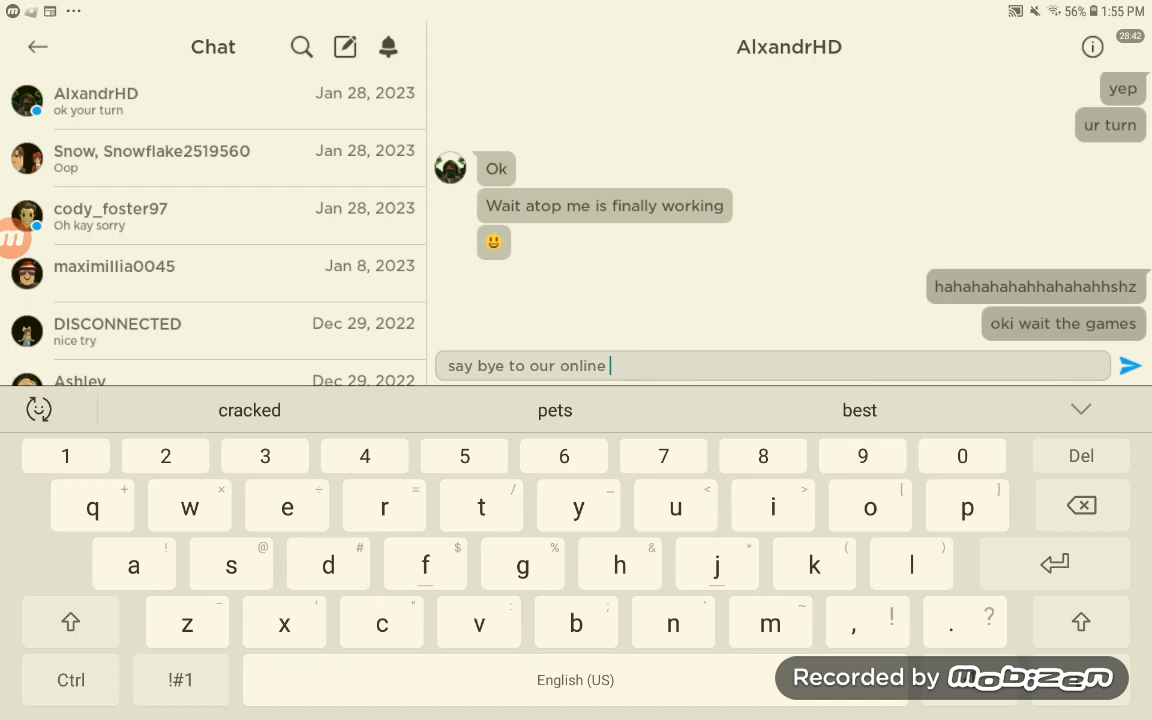 56% 1:55 PM
Chat
AlxandrHD
28:42
AlxandrHD Jan 28, 2023
ok your turn
Snow, Snowflake2519560 Jan 28, 2023
Oop
cody_foster97 Jan 28, 2023
Oh kay sorry
maximillia0045 Jan 8, 2023
DISCONNECTED Dec 29, 2022
nice try
Ashley Dec 29, 2022
yep
ur turn
Ok
Wait atop me is finally working
hahahahahahhahahahhshz
oki wait the games
say bye to our online
cracked pets best
1 2 3 4 5 6 7 8 9 0 Del
q + w × e ÷ r = t / y _ u < i > o [ p ]
a ! s @ d # f $ g % h & j * k ( l )
z - x ' c " v : b ; n ` m ~ , ! . ?
Ctrl !#1 English (US)
Recorded by MOBIZEN